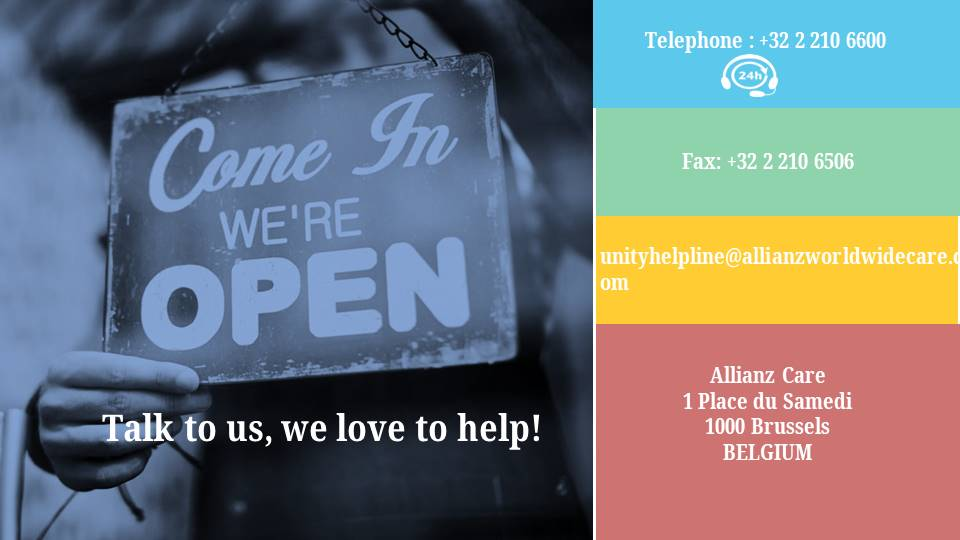 Come In
WE'RE
OPEN
Talk to us, we love to help!
Telephone : +32 2 210 6600
24h
Fax: +32 2 210 6506
unityhelpline@allianzworldwidecare.c
om
Allianz Care
1 Place du Samedi
1000 Brussels
BELGIUM